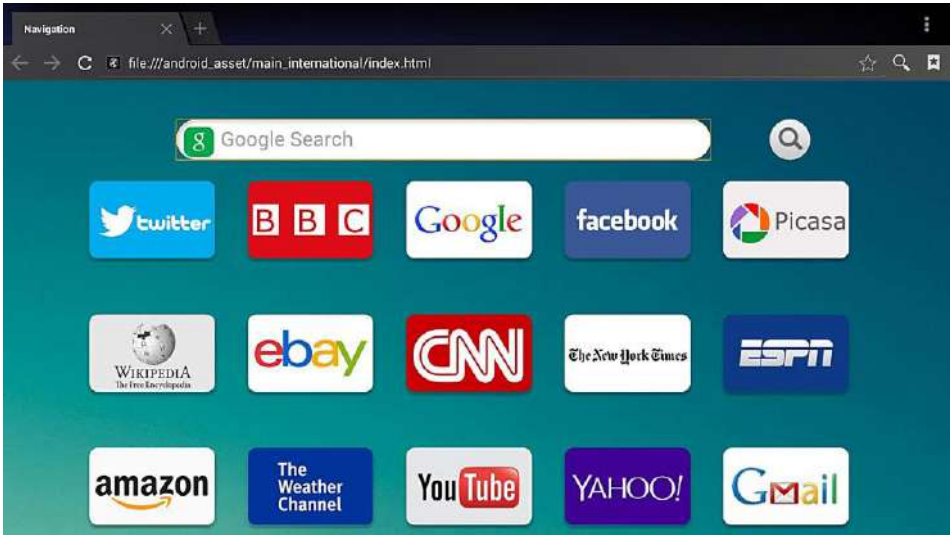 Navigation
file:///android_asset/main_international/index.html
g Google Search
twitter
BBC
Google
facebook
Picasa
WIKIPEDIA
The Free Encyclopedia
ebay
CNN
The New York Times
ESPN
amazon
The
Weather
Channel
YouTube
YAHOO!
Gmail